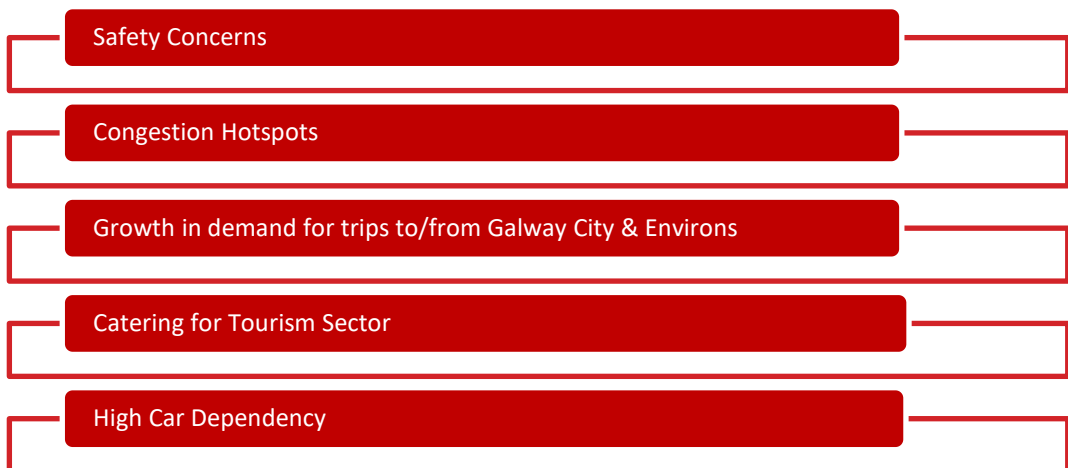 Safety Concerns
Congestion Hotspots
Growth in demand for trips to/from Galway City & Environs
Catering for Tourism Sector
High Car Dependency